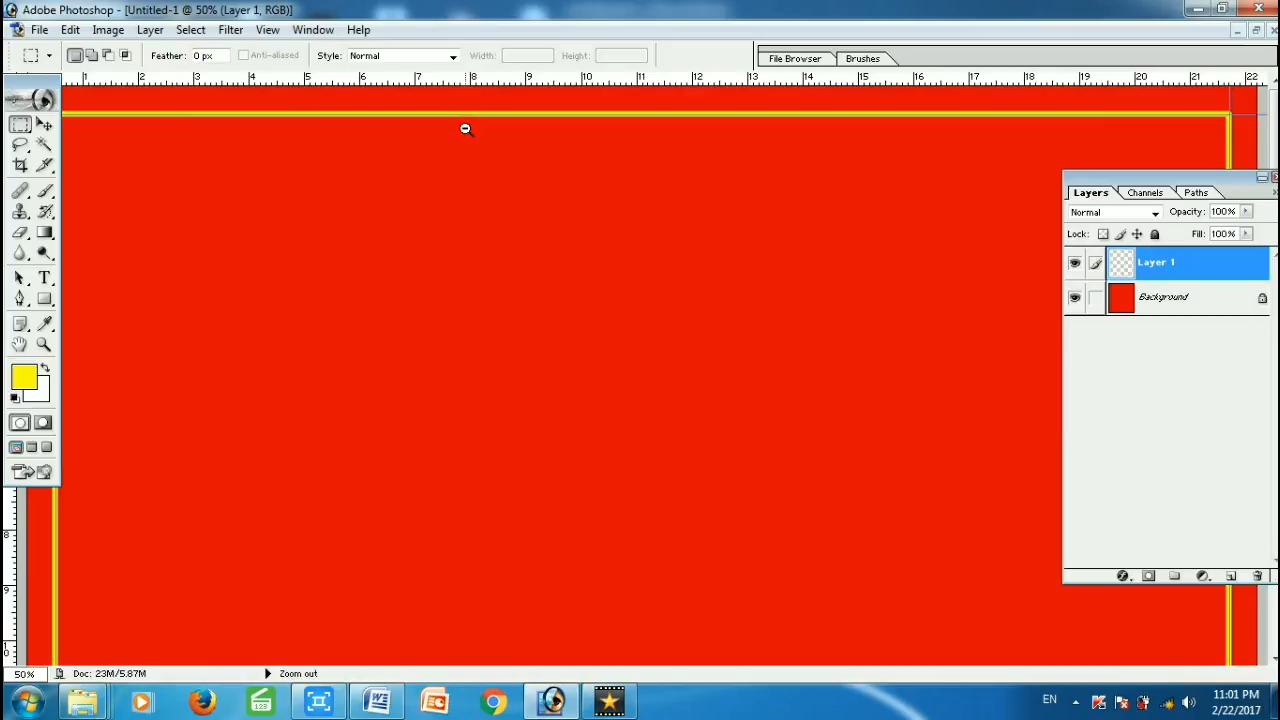 Adobe Photoshop - [Untitled-1 @ 50% (Layer 1, RGB)]
File Edit Image Layer Select Filter View Window Help
Feather: 0 px Anti-aliased Style: Normal Width: Height: File Browser Brushes
1 2 3 4 5 6 7 8 9 10 11 12 13 14 15 16 17 18 19 20 21 22
Layers Channels Paths
Normal Opacity: 100%
Lock: Fill: 100%
Layer 1
Background
T
8
9
10
50% Doc: 23M/5.87M Zoom out
123 EN 11:01 PM
2/22/2017